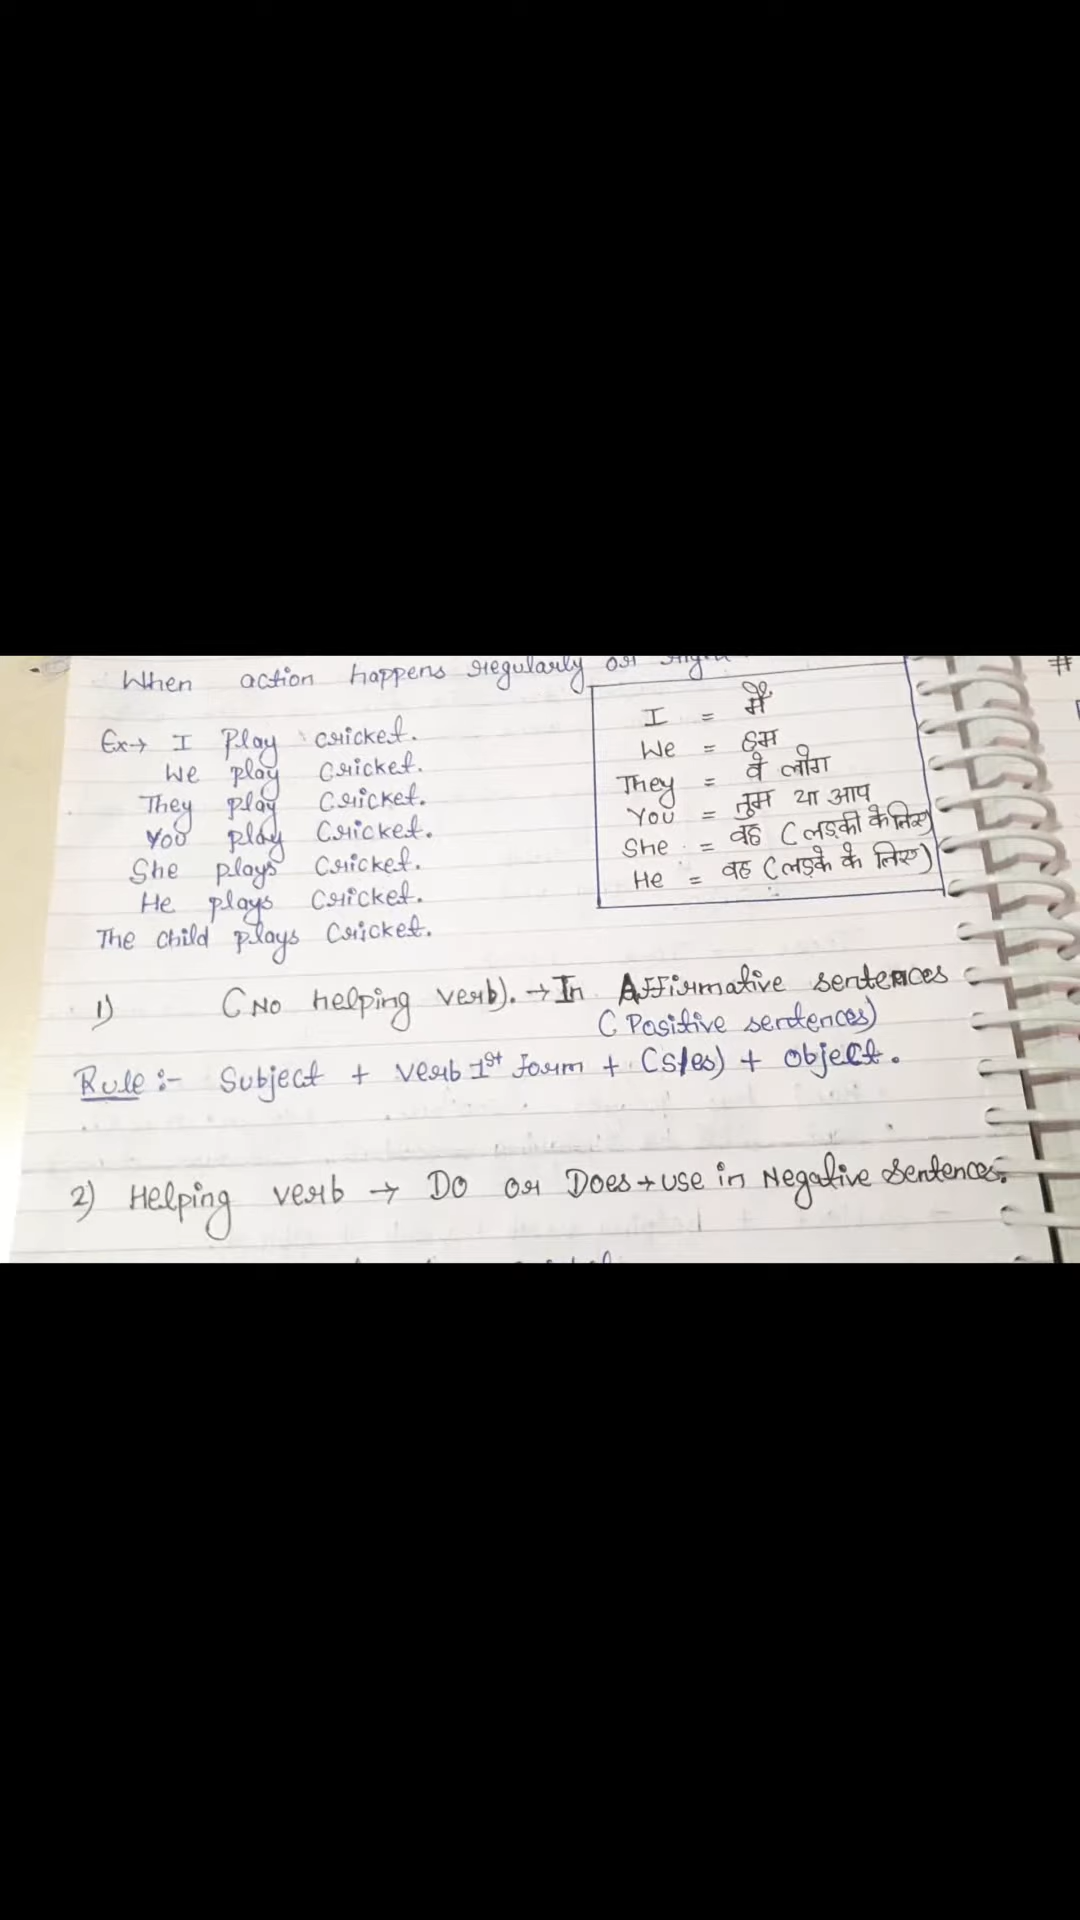 When action happens regularly or
#
Ex→ I Play cricket.
We play cricket.
They play cricket.
You play cricket.
She plays cricket.
He plays cricket.
The child plays cricket.
I = मैं
We = हम
They = वे लोग
You = तुम या आप
She = वह (लड़की के लिए)
He = वह (लड़के के लिए)
1) (No helping verb). → In Affirmative sentences
(Positive sentences)
Rule :- Subject + verb 1st form + (s/es) + object.
2) Helping verb → Do or Does → use in Negative sentences.